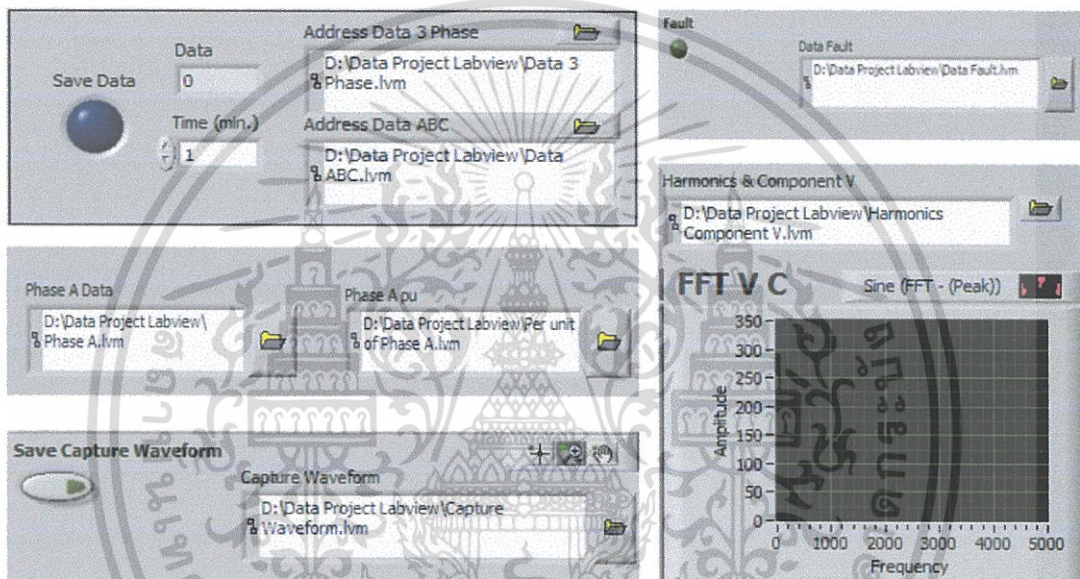 Save Data
Data
0
Time (min.)
1
Address Data 3 Phase
D:\Data Project Labview\Data 3
Phase.lvm
Address Data ABC
D:\Data Project Labview\Data
ABC.lvm
Fault
Data Fault
D:\Data Project Labview\Data Fault.lvm
Phase A Data
D:\Data Project Labview\
Phase A.lvm
Phase A pu
D:\Data Project Labview\Per unit
of Phase A.lvm
Harmonics & Component V
D:\Data Project Labview\Harmonics
Component V.lvm
Save Capture Waveform
Capture Waveform
D:\Data Project Labview\Capture
Waveform.lvm
FFT V C
Sine (FFT - (Peak))
Amplitude
350
300
250
200
150
100
50
0
0 1000 2000 3000 4000 5000
Frequency